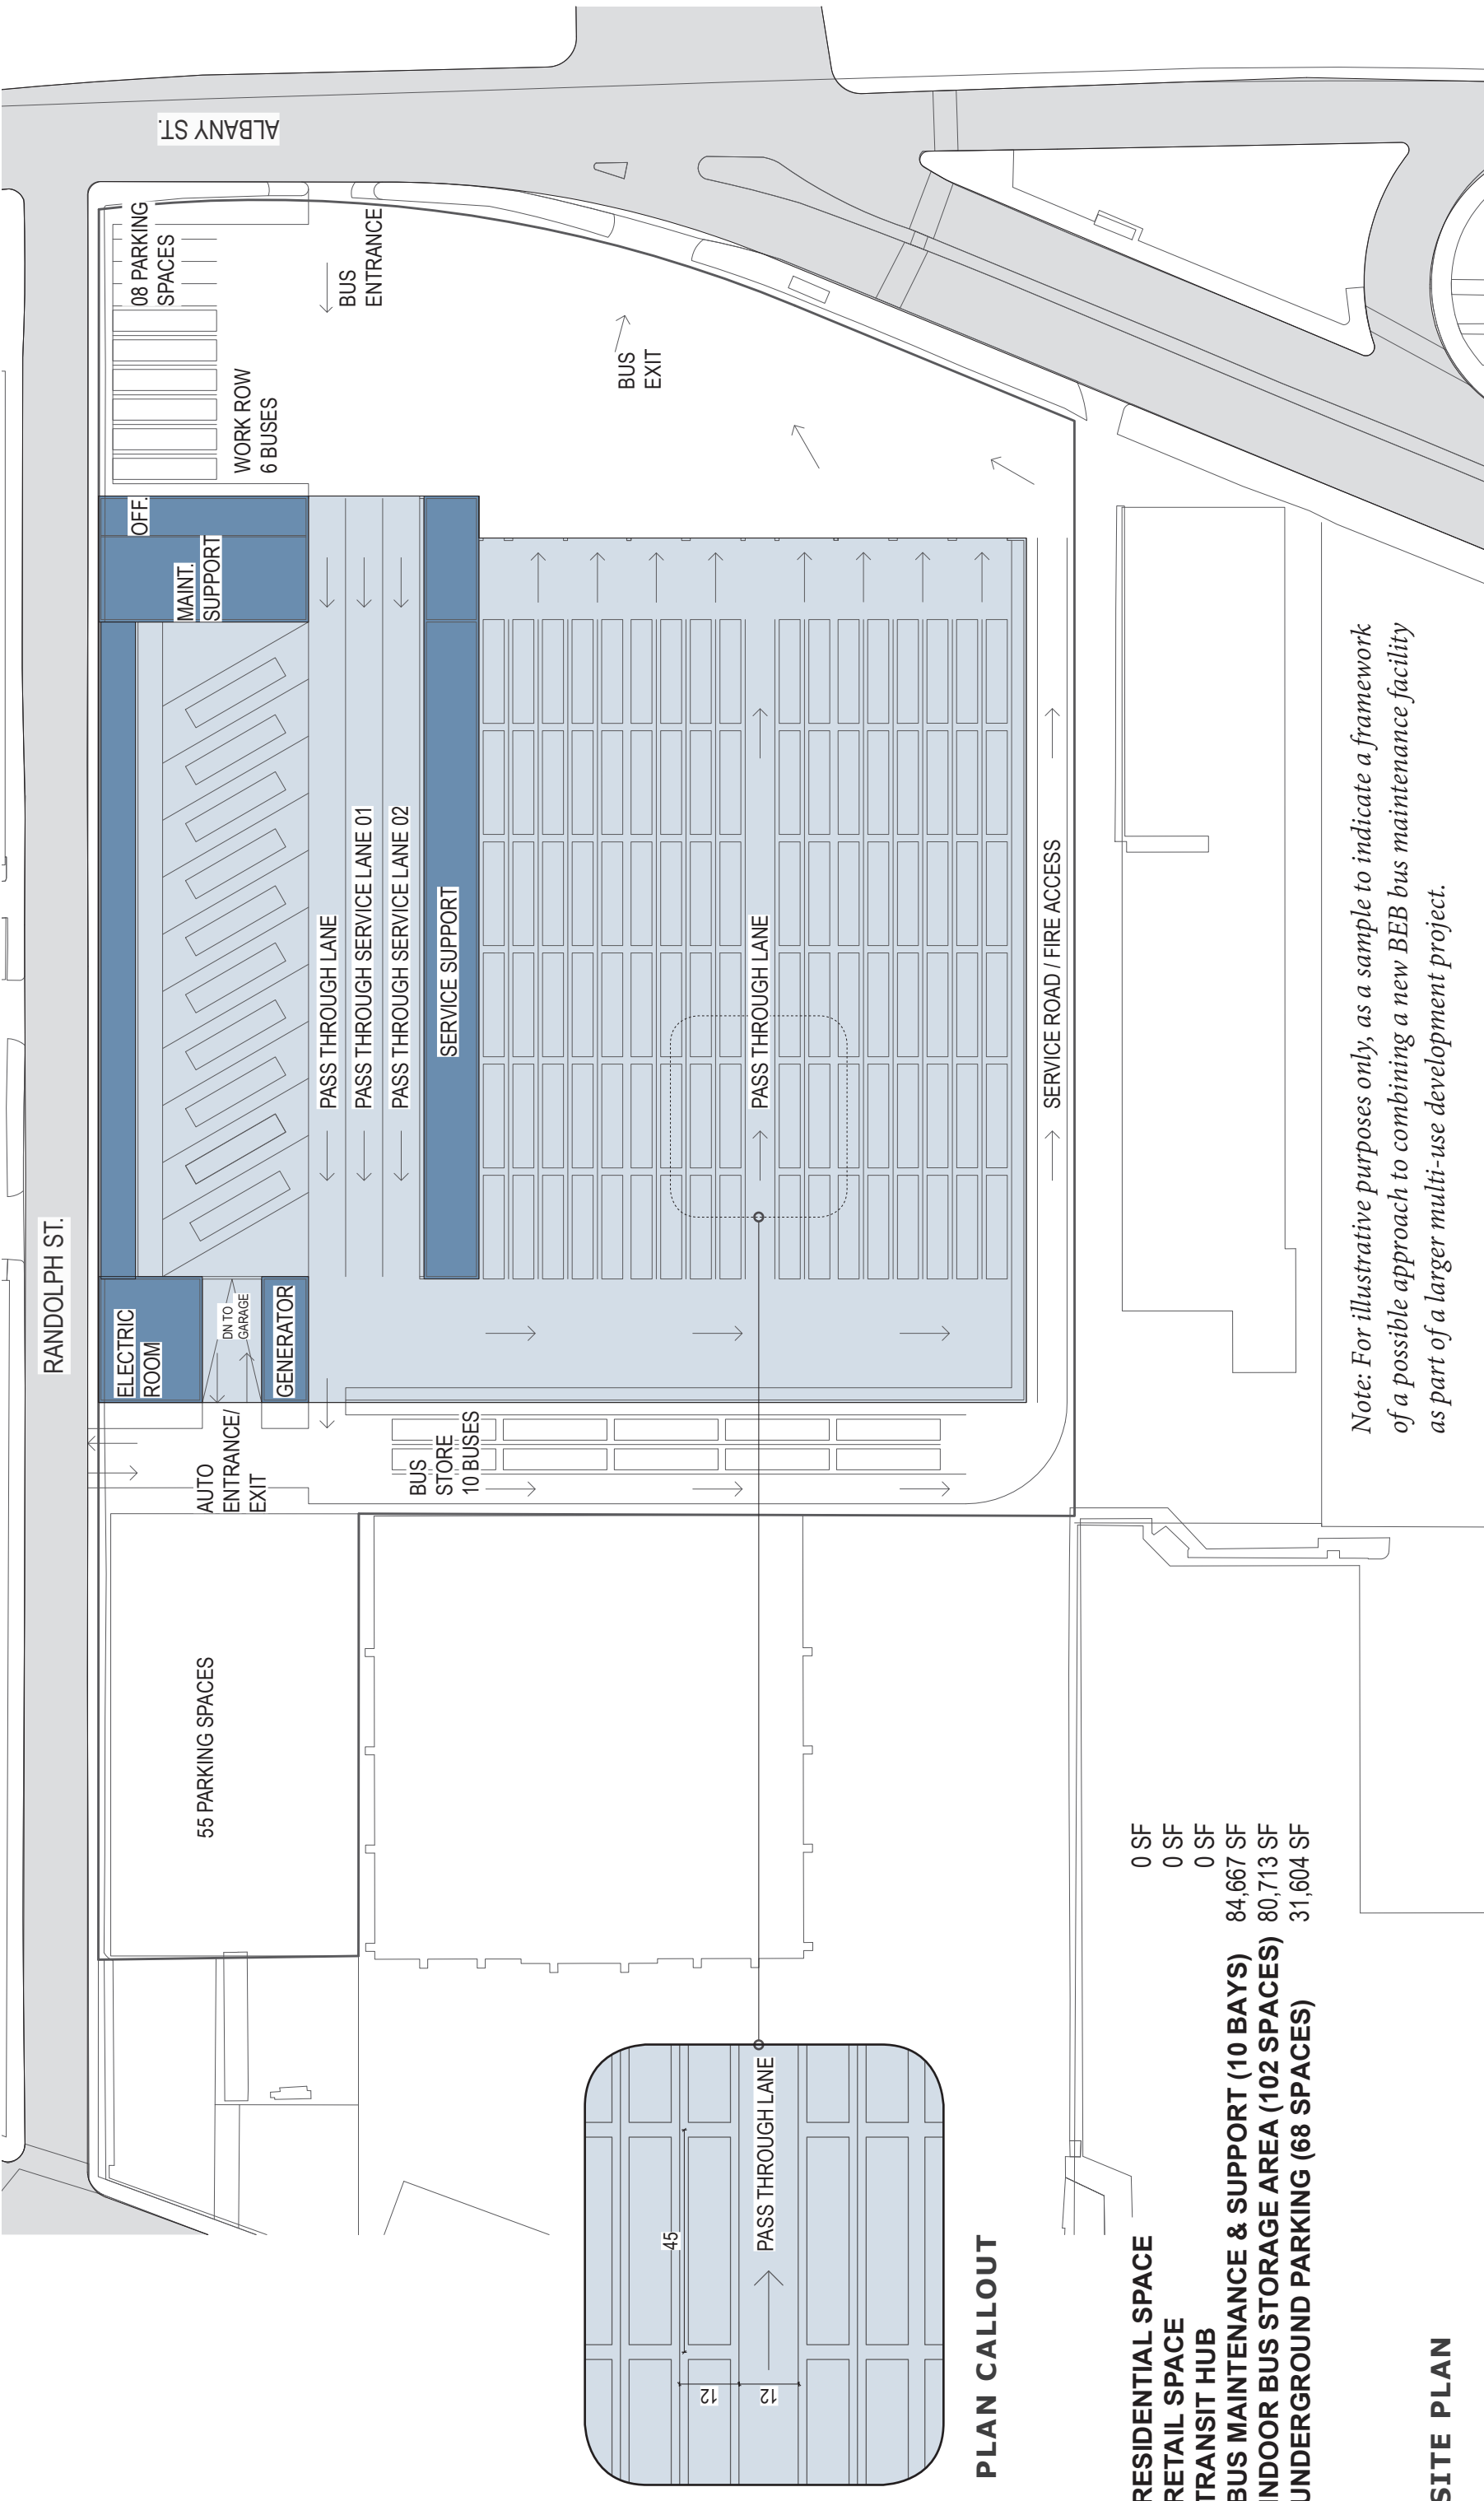 ALBANY ST.
RANDOLPH ST.
08 PARKING
SPACES
BUS
ENTRANCE
BUS
EXIT
WORK ROW
6 BUSES
OFF.
MAINT.
SUPPORT
PASS THROUGH LANE
PASS THROUGH SERVICE LANE 01
PASS THROUGH SERVICE LANE 02
SERVICE SUPPORT
PASS THROUGH LANE
SERVICE ROAD / FIRE ACCESS
ELECTRIC
ROOM
DN TO
GARAGE
GENERATOR
AUTO
ENTRANCE/
EXIT
BUS
STORE
10 BUSES
55 PARKING SPACES
45
12
12
PASS THROUGH LANE
PLAN CALLOUT
RESIDENTIAL SPACE 0 SF
RETAIL SPACE 0 SF
TRANSIT HUB 0 SF
BUS MAINTENANCE & SUPPORT (10 BAYS) 84,667 SF
INDOOR BUS STORAGE AREA (102 SPACES) 80,713 SF
UNDERGROUND PARKING (68 SPACES) 31,604 SF
SITE PLAN
Note: For illustrative purposes only, as a sample to indicate a framework
of a possible approach to combining a new BEB bus maintenance facility
as part of a larger multi-use development project.